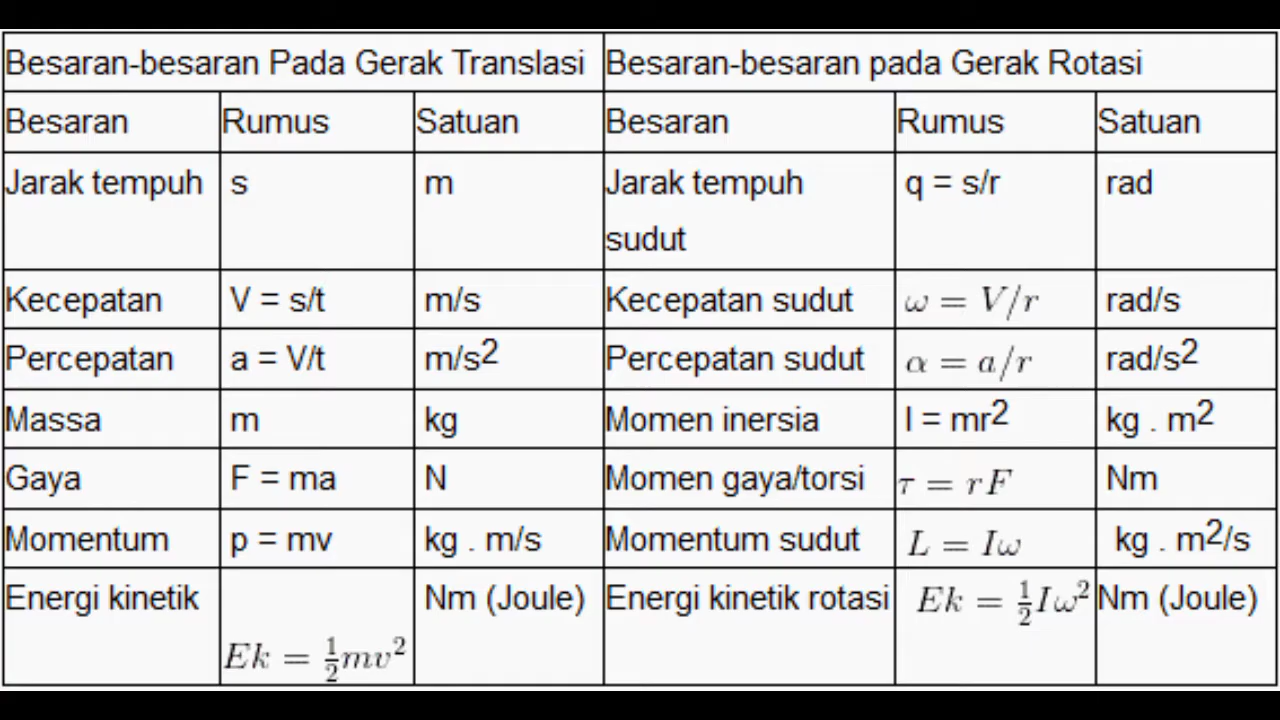 Besaran-besaran Pada Gerak Translasi Besaran-besaran pada Gerak Rotasi
Besaran Rumus Satuan Besaran Rumus Satuan
Jarak tempuh s m Jarak tempuh sudut q = s/r rad
Kecepatan V = s/t m/s Kecepatan sudut ω = V/r rad/s
Percepatan a = V/t m/s² Percepatan sudut α = a/r rad/s²
Massa m kg Momen inersia I = mr² kg . m²
Gaya F = ma N Momen gaya/torsi τ = rF Nm
Momentum p = mv kg . m/s Momentum sudut L = Iω kg . m²/s
Energi kinetik Ek = ½mv² Nm (Joule) Energi kinetik rotasi Ek = ½Iω² Nm (Joule)